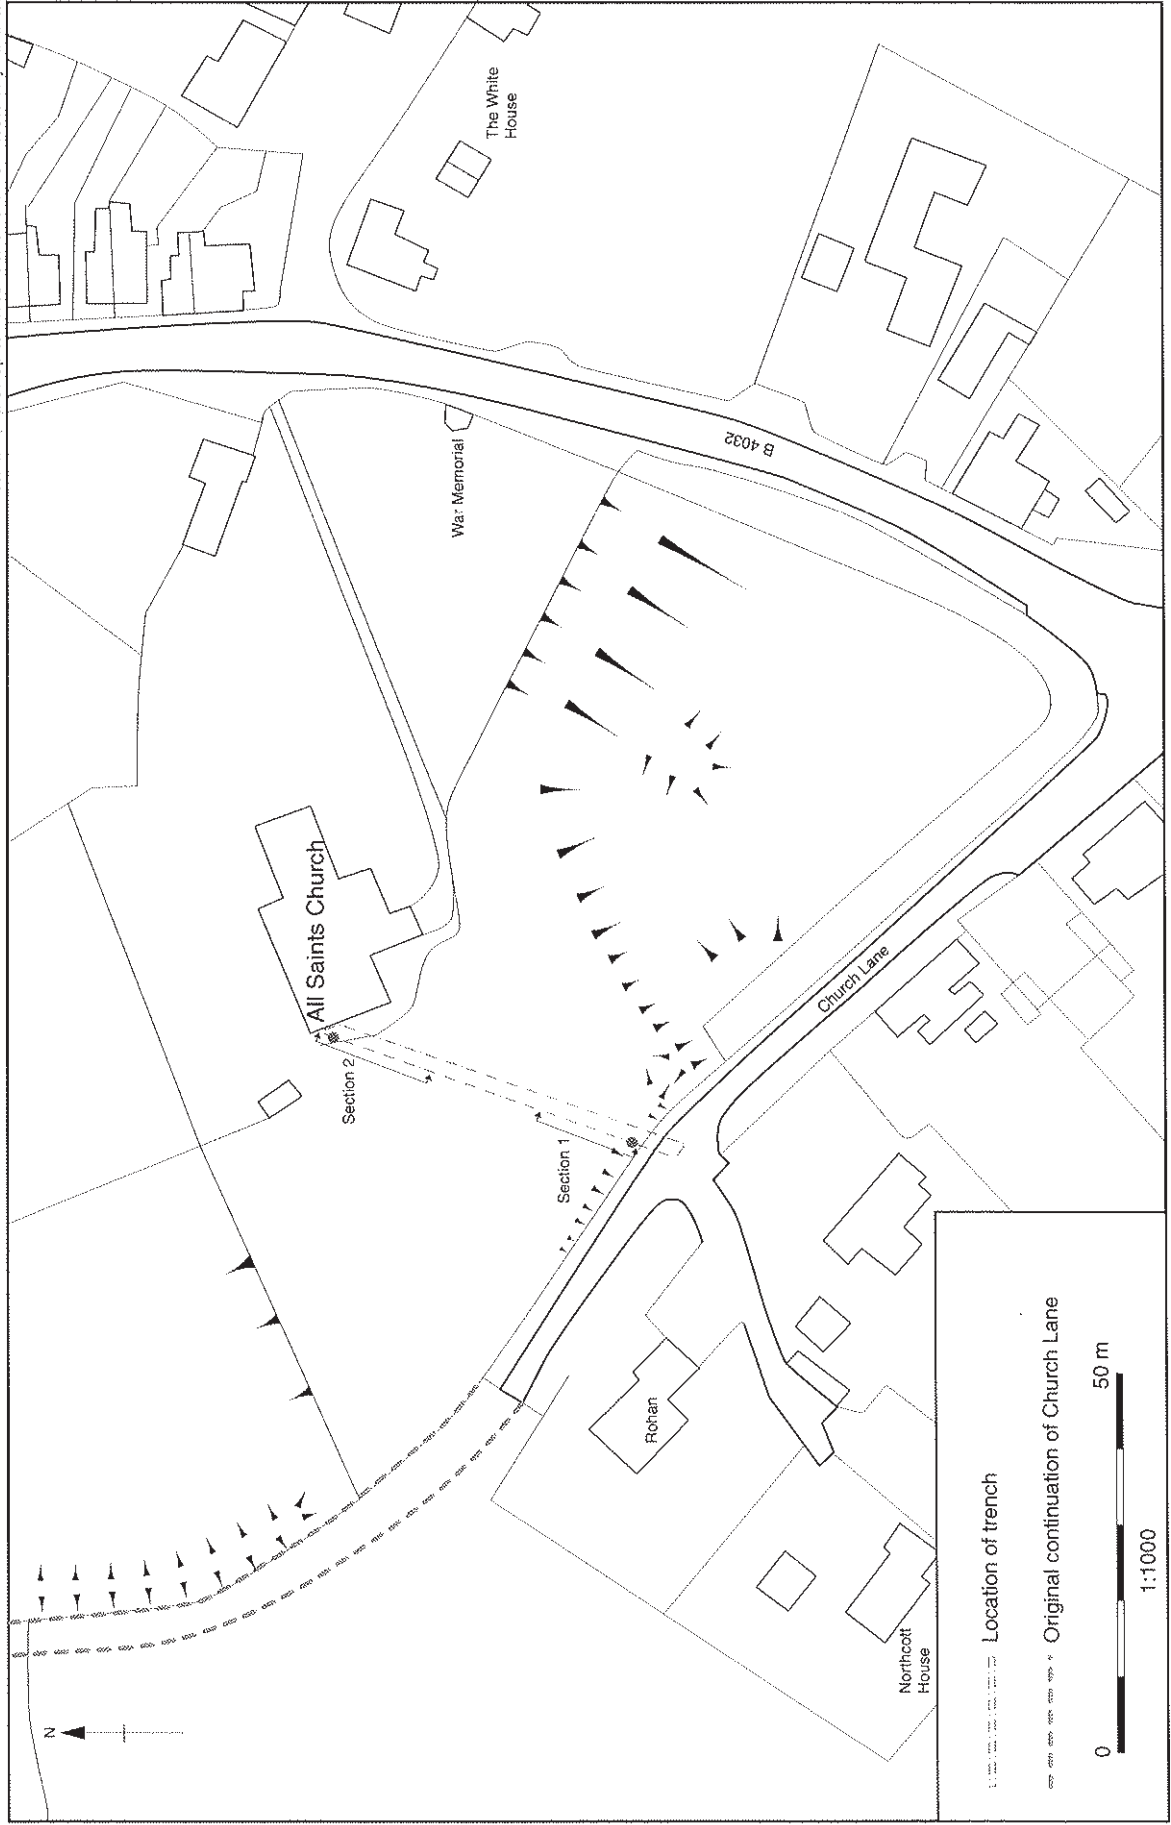 The White
House
War Memorial
B 4032
All Saints Church
Section 2
Section 1
Church Lane
Rohan
Northcott
House
N
Location of trench
Original continuation of Church Lane
0
50 m
1:1000